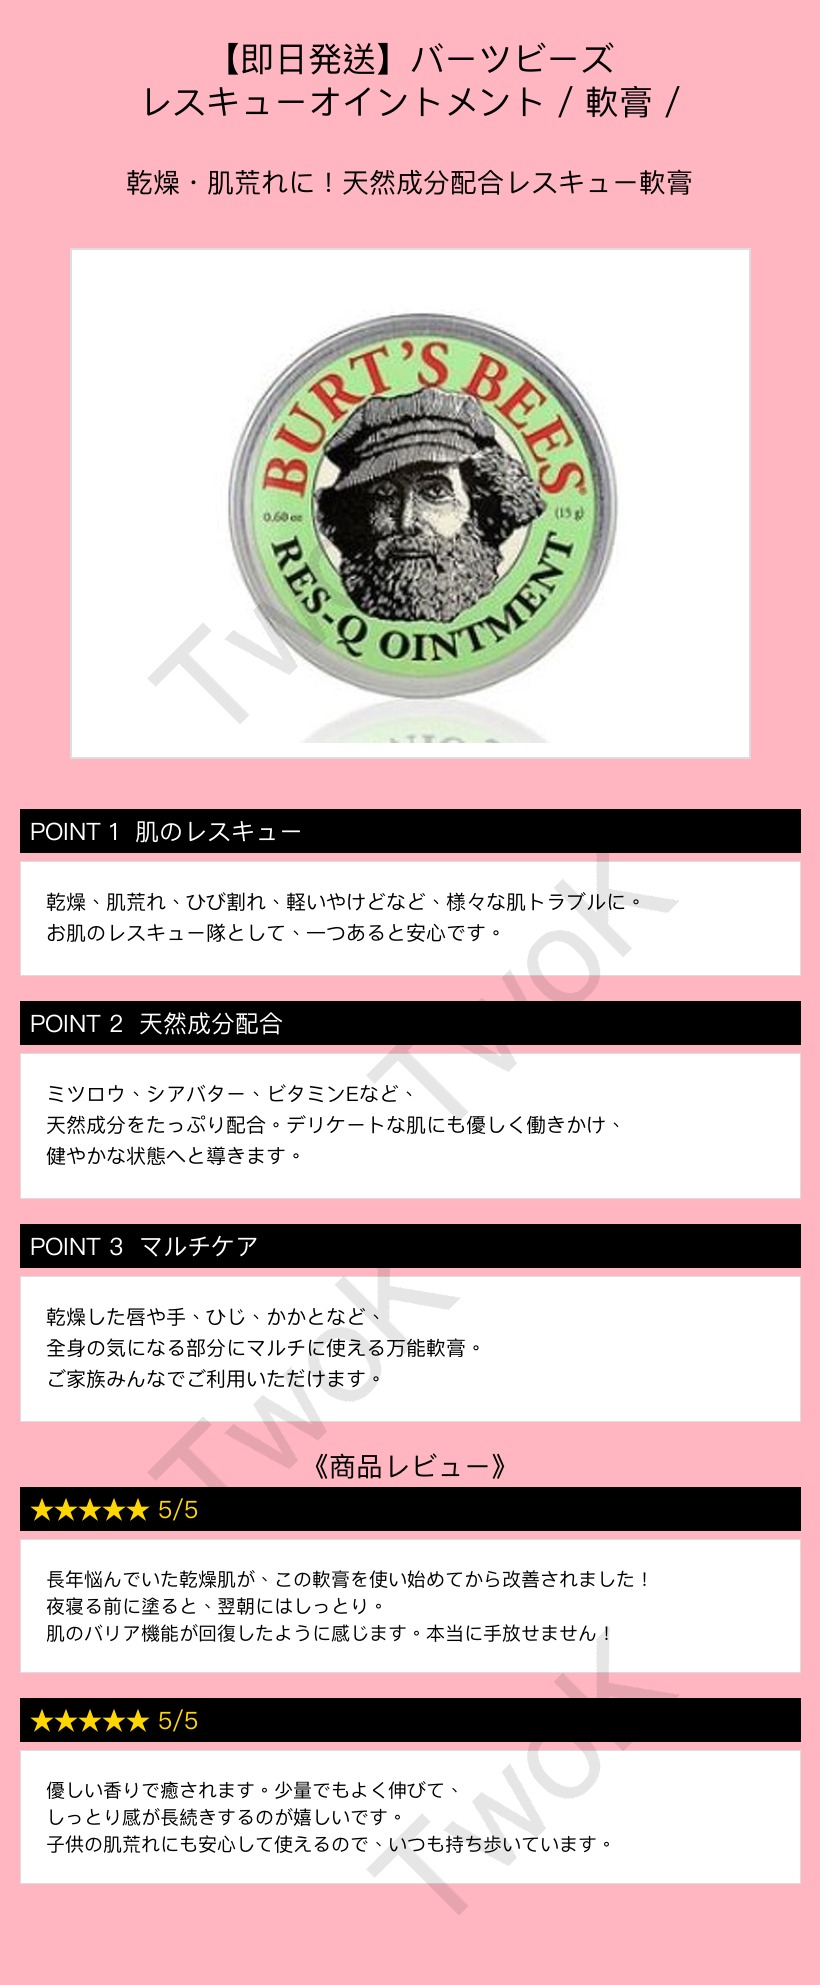 【即日発送】バーツビーズ
レスキューオイントメント / 軟膏 /
乾燥・肌荒れに！天然成分配合レスキュー軟膏
BURT'S BEES
0.60 oz
(15 g)
RES-Q OINTMENT
POINT 1 肌のレスキュー
乾燥、肌荒れ、ひび割れ、軽いやけどなど、様々な肌トラブルに。
お肌のレスキュー隊として、一つあると安心です。
POINT 2 天然成分配合
ミツロウ、シアバター、ビタミンEなど、
天然成分をたっぷり配合。デリケートな肌にも優しく働きかけ、
健やかな状態へと導きます。
POINT 3 マルチケア
乾燥した唇や手、ひじ、かかとなど、
全身の気になる部分にマルチに使える万能軟膏。
ご家族みんなでご利用いただけます。
《商品レビュー》
★★★★★ 5/5
長年悩んでいた乾燥肌が、この軟膏を使い始めてから改善されました！
夜寝る前に塗ると、翌朝にはしっとり。
肌のバリア機能が回復したように感じます。本当に手放せません！
★★★★★ 5/5
優しい香りで癒されます。少量でもよく伸びて、
しっとり感が長続きするのが嬉しいです。
子供の肌荒れにも安心して使えるので、いつも持ち歩いています。
TwoK
TwoK
TwoK
TwoK